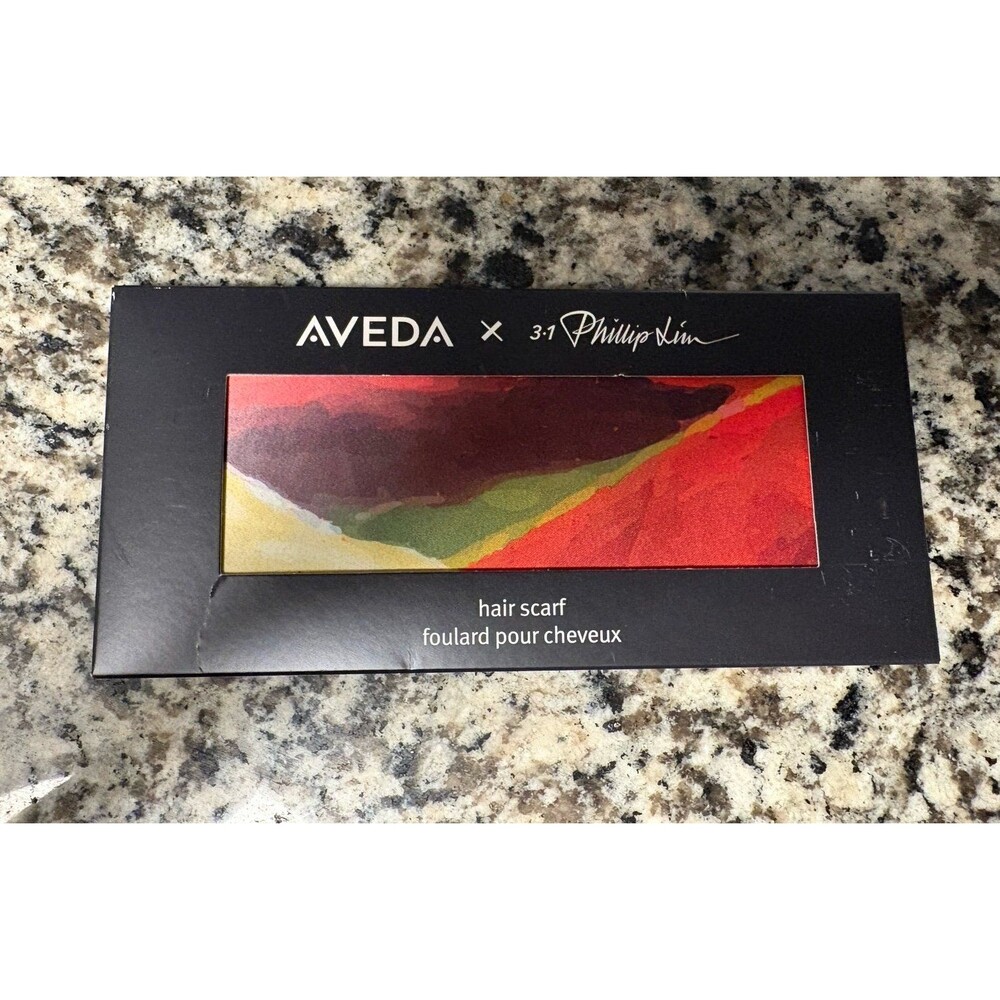 AVEDA × 3.1 Phillip Lim
hair scarf
foulard pour cheveux